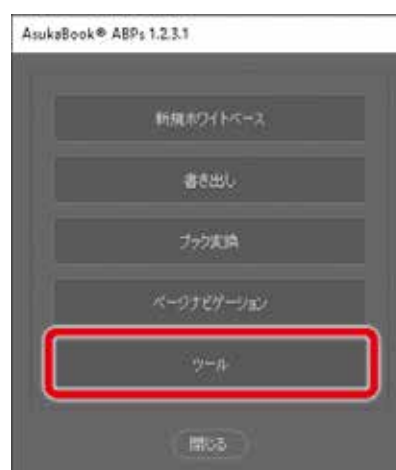 AsukaBook® ABPs 1.2.3.1
新規ホワイトベース
書き出し
ブック変換
ページナビゲーション
ツール
閉じる